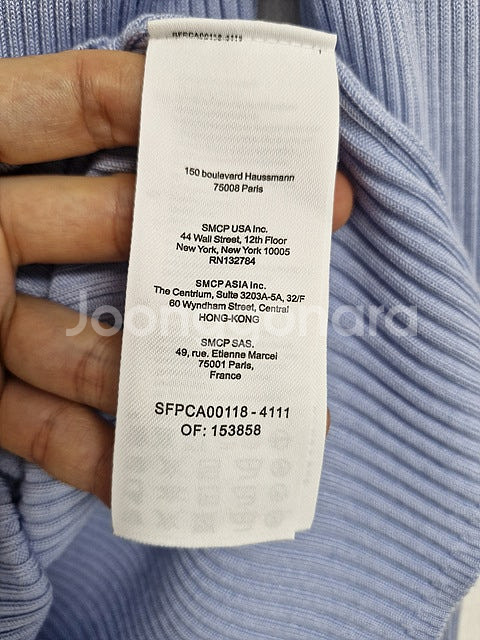 SFPCA00118-4111
150 boulevard Haussmann
75008 Paris
SMCP USA Inc.
44 Wall Street, 12th Floor
New York, New York 10005
RN132784
SMCP ASIA Inc.
The Centrium, Suite 3203A-5A, 32/F
60 Wyndham Street, Central
HONG-KONG
SMCP SAS.
49, rue. Etienne Marcel
75001 Paris,
France
SFPCA00118 - 4111
OF: 153858